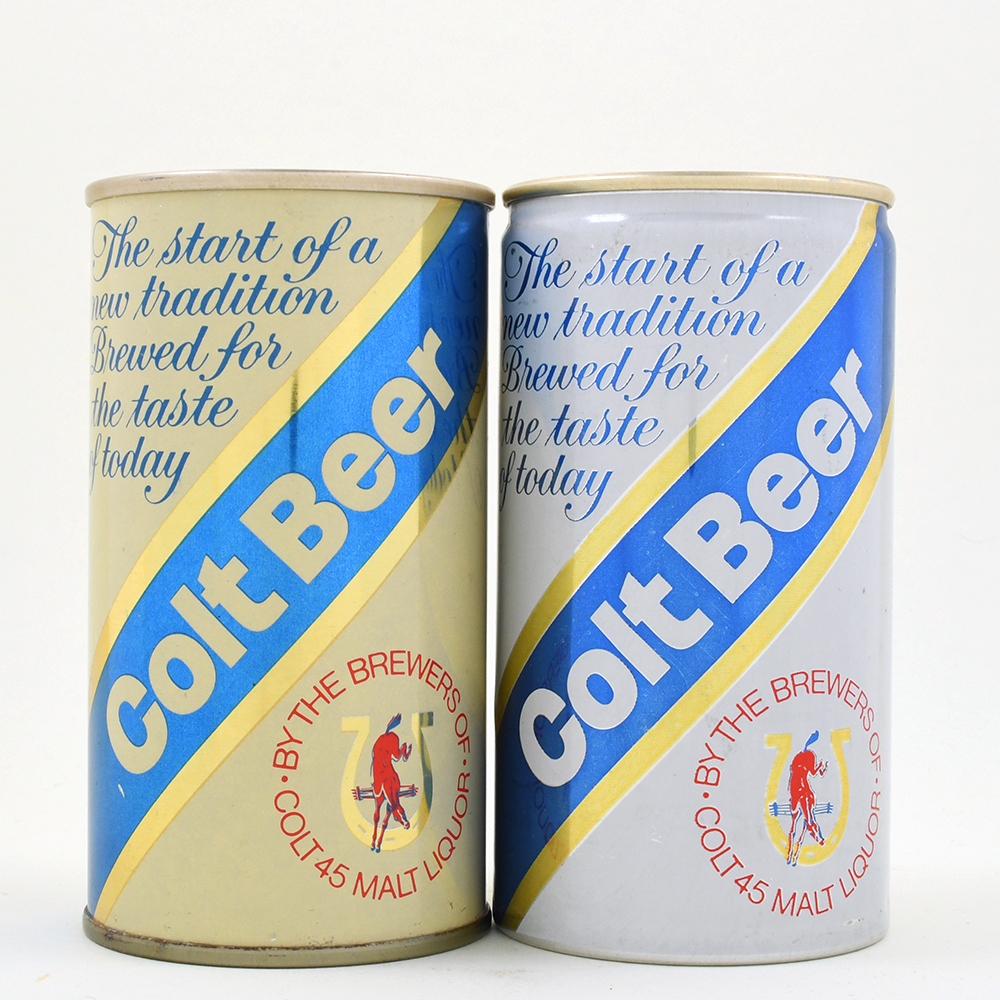 The start of a
new tradition
Brewed for
the taste
of today
Colt Beer
·BY THE BREWERS OF·
COLT 45 MALT LIQUOR
The start of a
new tradition
Brewed for
the taste
of today
Colt Beer
·BY THE BREWERS OF·
COLT 45 MALT LIQUOR